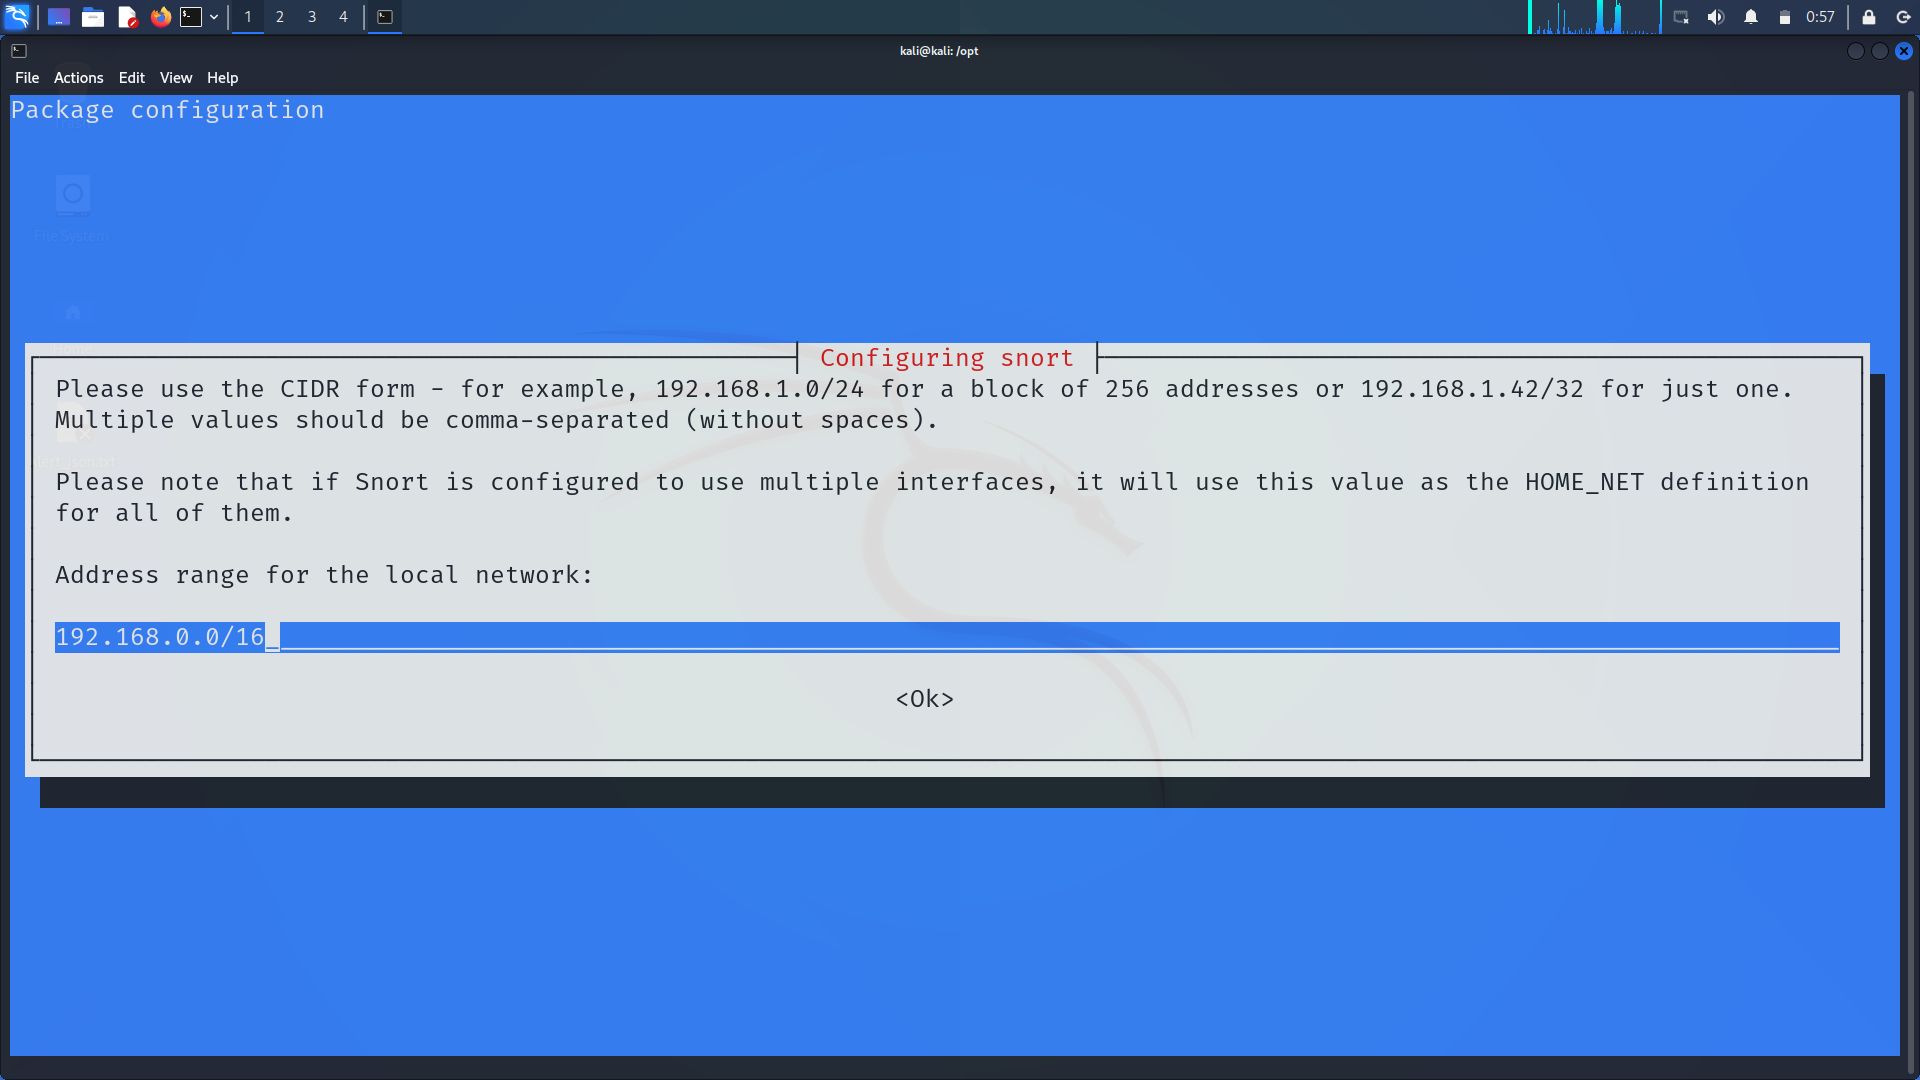 1 2 3 4
0:57
kali@kali: /opt
File Actions Edit View Help
Package configuration
File System
Home
Configuring snort
Please use the CIDR form - for example, 192.168.1.0/24 for a block of 256 addresses or 192.168.1.42/32 for just one.
Multiple values should be comma-separated (without spaces).
Please note that if Snort is configured to use multiple interfaces, it will use this value as the HOME_NET definition
for all of them.
Address range for the local network:
192.168.0.0/16
<Ok>